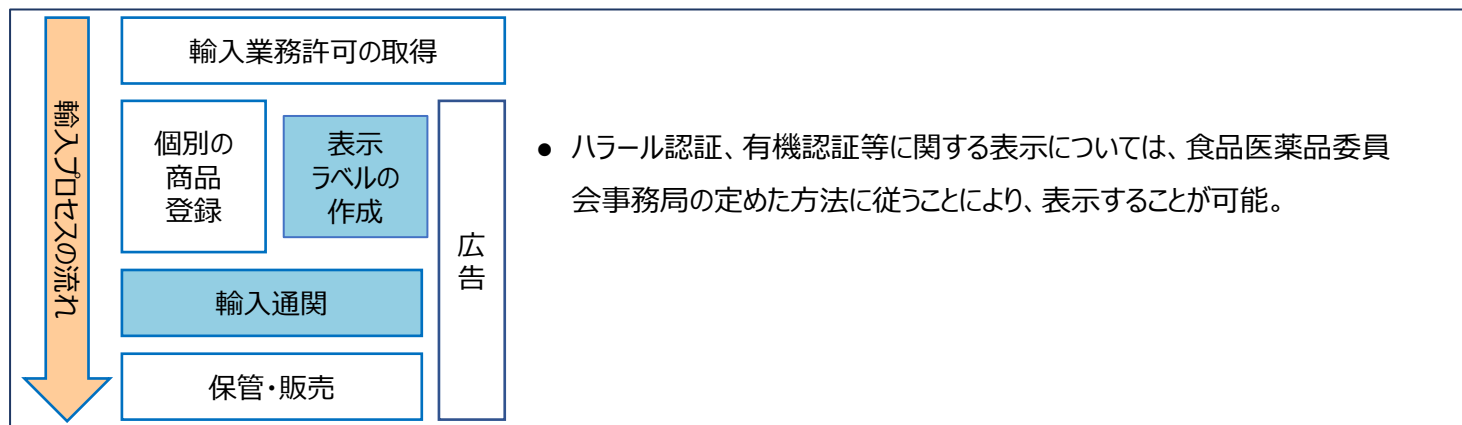 輸入プロセスの流れ
輸入業務許可の取得
個別の
商品
登録
表示
ラベルの
作成
広
告
輸入通関
保管・販売
● ハラール認証、有機認証等に関する表示については、食品医薬品委員
会事務局の定めた方法に従うことにより、表示することが可能。